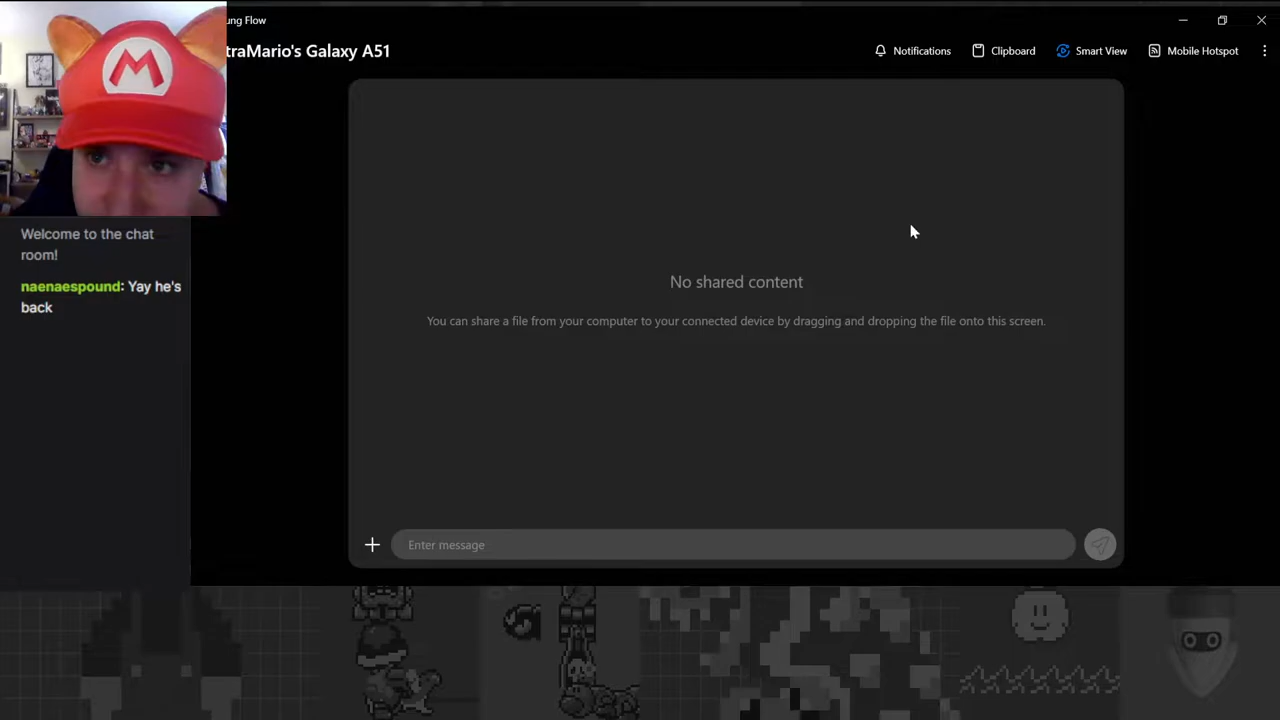 ung Flow
traMario's Galaxy A51
Notifications
Clipboard
Smart View
Mobile Hotspot
M
Welcome to the chat
room!
naenaespound: Yay he's
back
No shared content
You can share a file from your computer to your connected device by dragging and dropping the file onto this screen.
Enter message